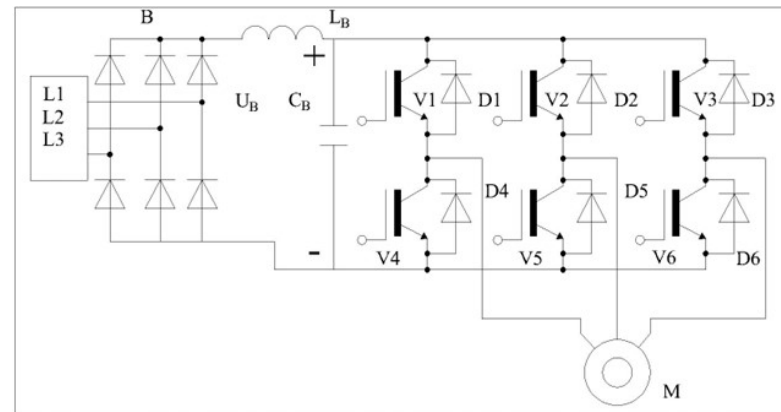 B
L_B
+
L1
L2
L3
U_B
C_B
V1
D1
V2
D2
V3
D3
D4
D5
-
V4
V5
V6
D6
M